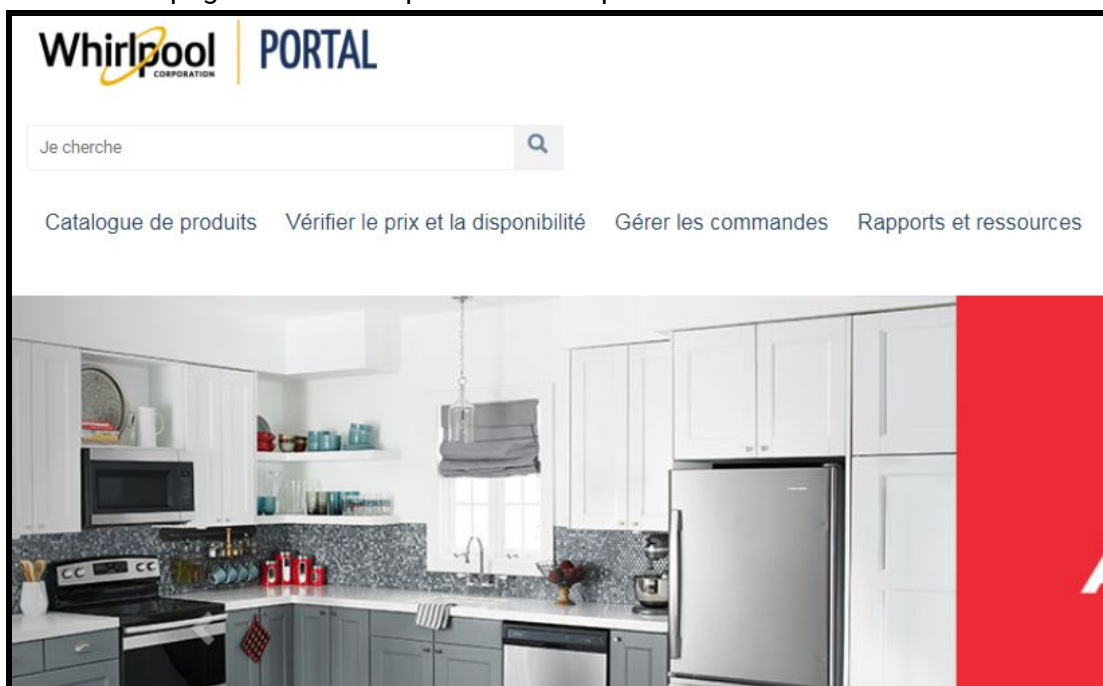 Whirlpool
CORPORATION
PORTAL
Je cherche
Catalogue de produits Vérifier le prix et la disponibilité Gérer les commandes Rapports et ressources